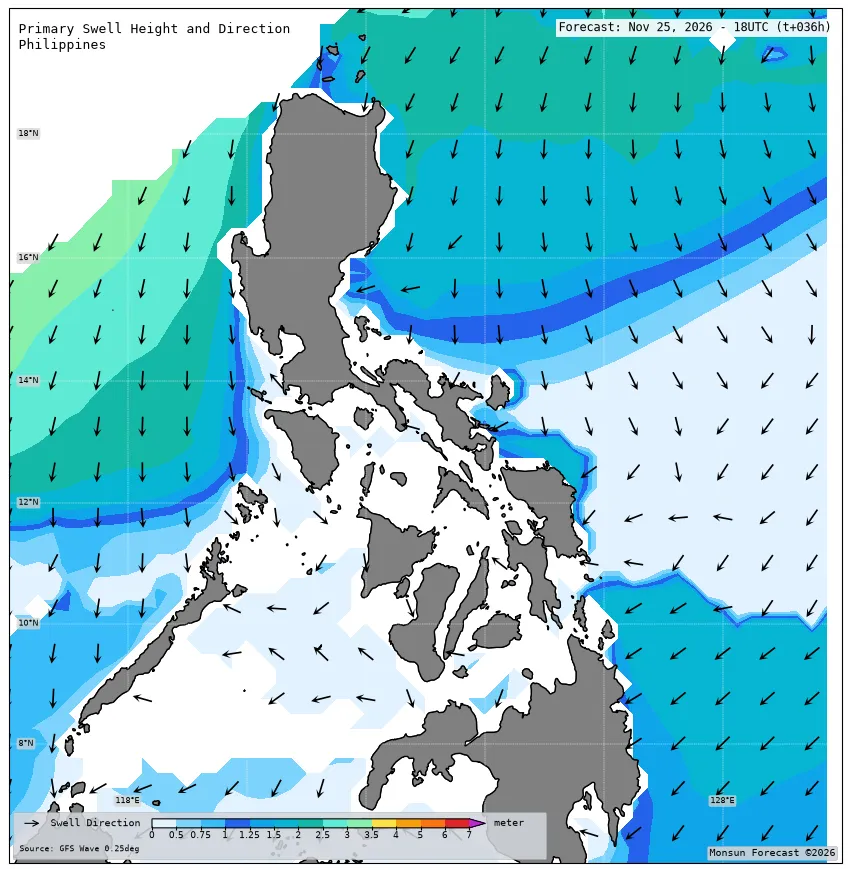 Primary Swell Height and Direction
Philippines
Forecast: Nov 25, 2026 - 18UTC (t+036h)
18°N
16°N
14°N
12°N
10°N
8°N
118°E
128°E
Swell Direction
0 0.5 0.75 1 1.25 1.5 2 2.5 3 3.5 4 5 6 7
meter
Source: GFS Wave 0.25deg
Monsun Forecast ©2026